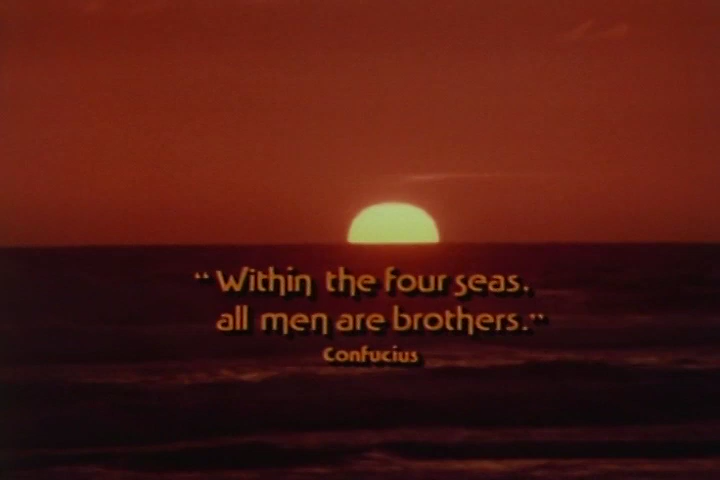 “Within the four seas,
all men are brothers.”
Confucius